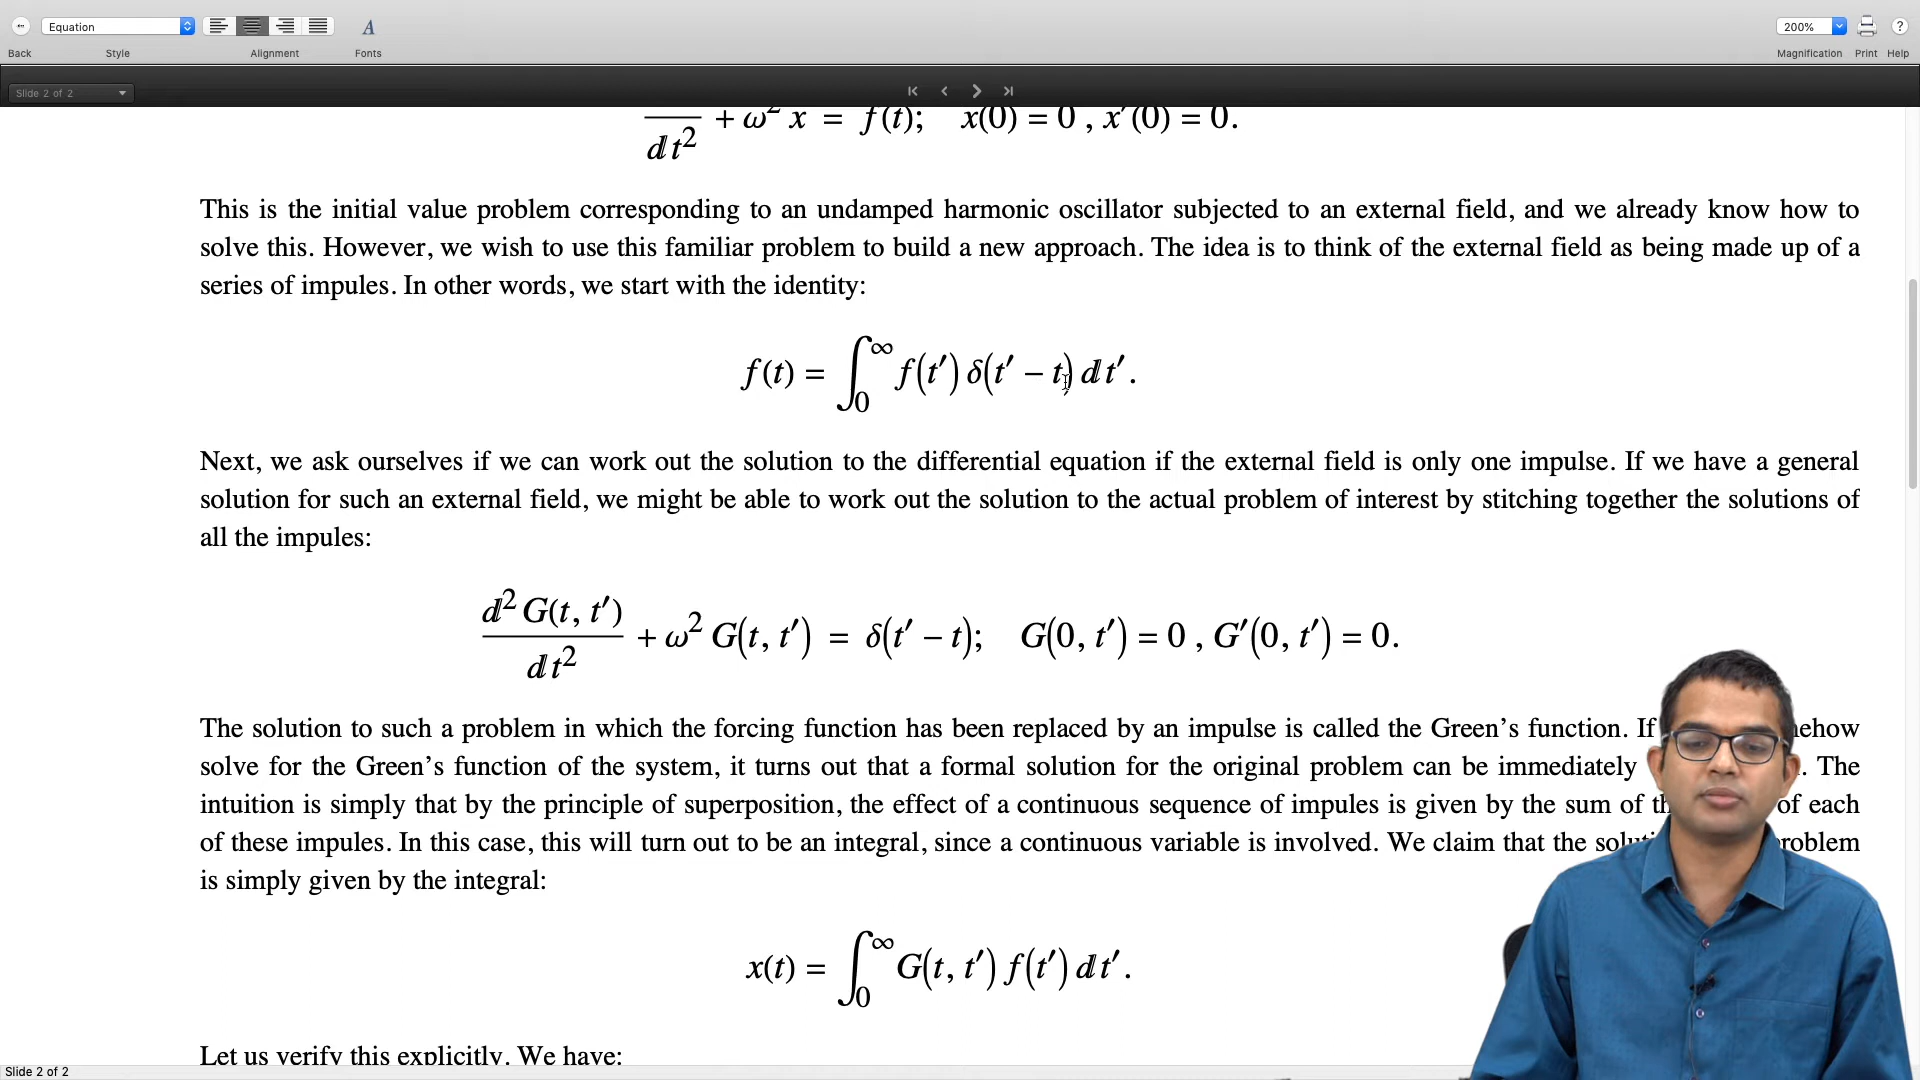 Equation
200%
Back Style Alignment Fonts Magnification Print Help
Slide 2 of 2
dt² + ω² x = f(t); x(0) = 0 , x′(0) = 0.
This is the initial value problem corresponding to an undamped harmonic oscillator subjected to an external field, and we already know how to
solve this. However, we wish to use this familiar problem to build a new approach. The idea is to think of the external field as being made up of a
series of impules. In other words, we start with the identity:
f(t) = ∫₀^∞ f(t′) δ(t′ − t) dt′.
Next, we ask ourselves if we can work out the solution to the differential equation if the external field is only one impulse. If we have a general
solution for such an external field, we might be able to work out the solution to the actual problem of interest by stitching together the solutions of
all the impules:
d² G(t, t′)/dt² + ω² G(t, t′) = δ(t′ − t); G(0, t′) = 0 , G′(0, t′) = 0.
The solution to such a problem in which the forcing function has been replaced by an impulse is called the Green’s function. If
solve for the Green’s function of the system, it turns out that a formal solution for the original problem can be immediately . The
intuition is simply that by the principle of superposition, the effect of a continuous sequence of impules is given by the sum of of each
of these impules. In this case, this will turn out to be an integral, since a continuous variable is involved. We claim that the problem
is simply given by the integral:
x(t) = ∫₀^∞ G(t, t′) f(t′) dt′.
Let us verify this explicitly. We have:
Slide 2 of 2